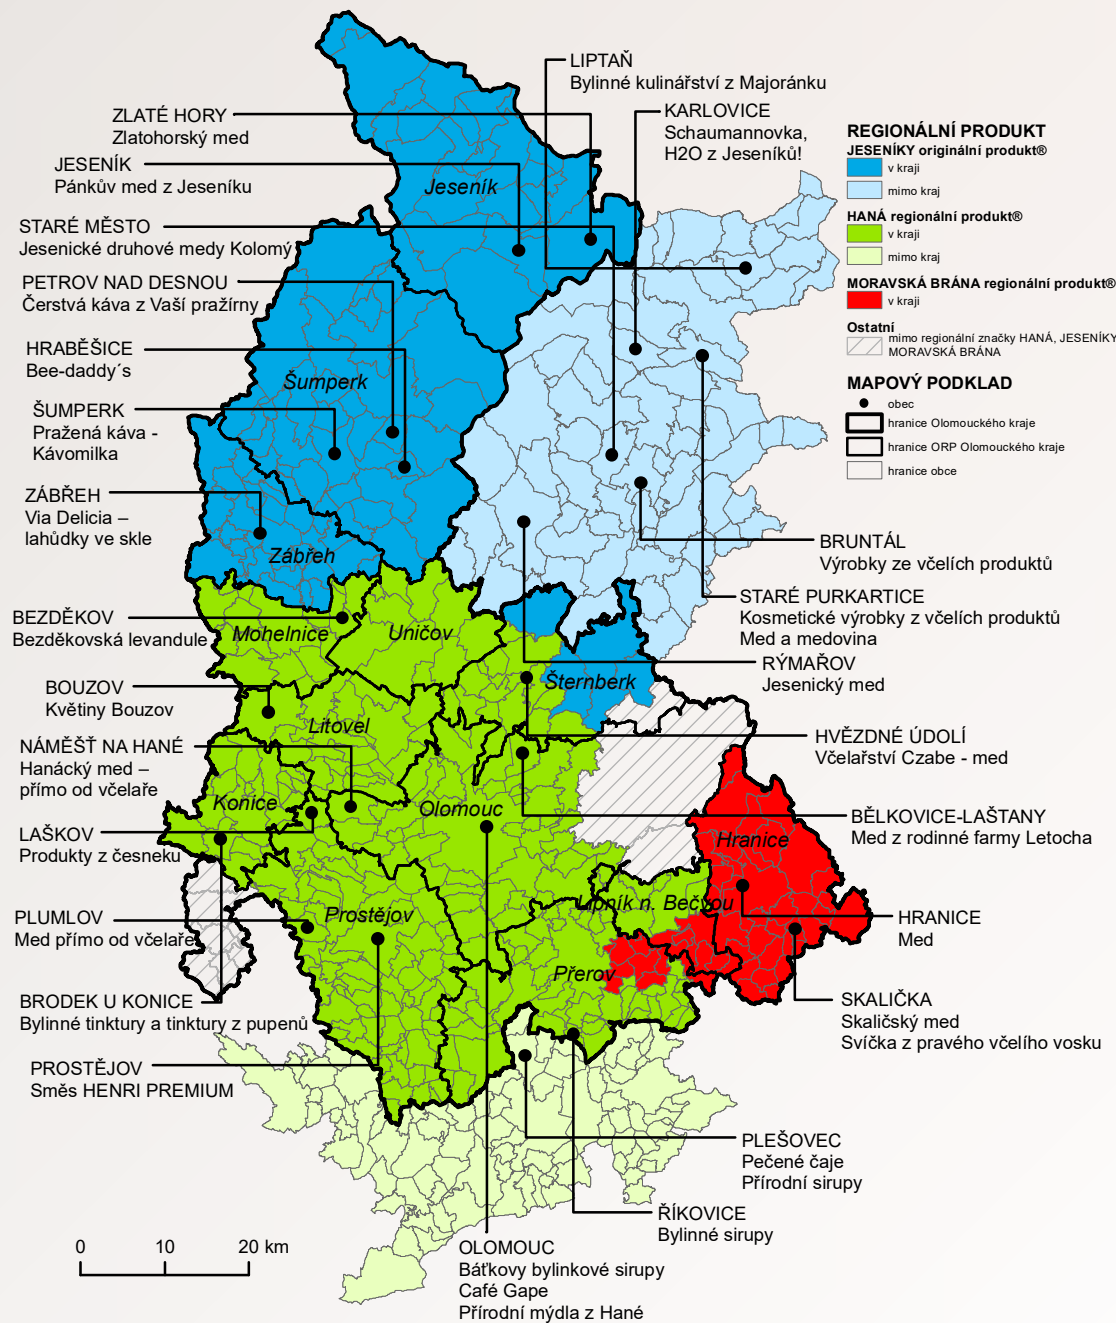 LIPTAŇ
Bylinné kulinářství z Majoránku
ZLATÉ HORY
Zlatohorský med
KARLOVICE
Schaumannovka,
H2O z Jeseníků!
JESENÍK
Pánkův med z Jeseníku
STARÉ MĚSTO
Jesenické druhové medy Kolomý
PETROV NAD DESNOU
Čerstvá káva z Vaší pražírny
HRABĚŠICE
Bee-daddy´s
ŠUMPERK
Pražená káva -
Kávomilka
ZÁBŘEH
Via Delicia –
lahůdky ve skle
BEZDĚKOV
Bezděkovská levandule
BOUZOV
Květiny Bouzov
NÁMĚŠŤ NA HANÉ
Hanácký med –
přímo od včelaře
LAŠKOV
Produkty z česneku
PLUMLOV
Med přímo od včelaře
BRODEK U KONICE
Bylinné tinktury a tinktury z pupenů
PROSTĚJOV
Směs HENRI PREMIUM
Jeseník
Šumperk
Zábřeh
Mohelnice
Uničov
Šternberk
Litovel
Konice
Olomouc
Hranice
Lipník n. Bečvou
Prostějov
Přerov
REGIONÁLNÍ PRODUKT
JESENÍKY originální produkt®
v kraji
mimo kraj
HANÁ regionální produkt®
v kraji
mimo kraj
MORAVSKÁ BRÁNA regionální produkt®
v kraji
Ostatní
mimo regionální značky HANÁ, JESENÍKY
MORAVSKÁ BRÁNA
MAPOVÝ PODKLAD
obec
hranice Olomouckého kraje
hranice ORP Olomouckého kraje
hranice obce
BRUNTÁL
Výrobky ze včelích produktů
STARÉ PURKARTICE
Kosmetické výrobky z včelích produktů
Med a medovina
RÝMAŘOV
Jesenický med
HVĚZDNÉ ÚDOLÍ
Včelařství Czabe - med
BĚLKOVICE-LAŠTANY
Med z rodinné farmy Letocha
HRANICE
Med
SKALIČKA
Skaličský med
Svíčka z pravého včelího vosku
PLEŠOVEC
Pečené čaje
Přírodní sirupy
ŘÍKOVICE
Bylinné sirupy
OLOMOUC
Báťkovy bylinkové sirupy
Café Gape
Přírodní mýdla z Hané
0 10 20 km